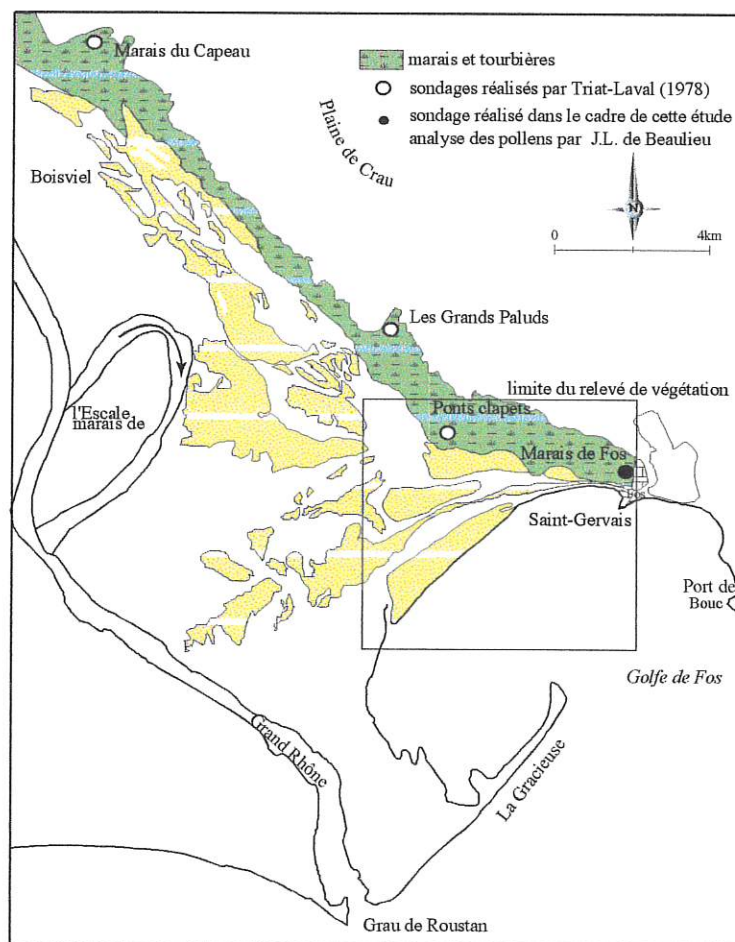 Marais du Capeau
marais et tourbières
sondages réalisés par Triat-Laval (1978)
sondage réalisé dans le cadre de cette étude
analyse des pollens par J.L. de Beaulieu
Plaine de Crau
Boisviel
N
0
4km
Les Grands Paluds
limite du relevé de végétation
l'Escale
marais de
Ponts clapets
Marais de Fos
Fos
Saint-Gervais
Port de
Bouc
Golfe de Fos
Grand Rhône
La Gracieuse
Grau de Roustan